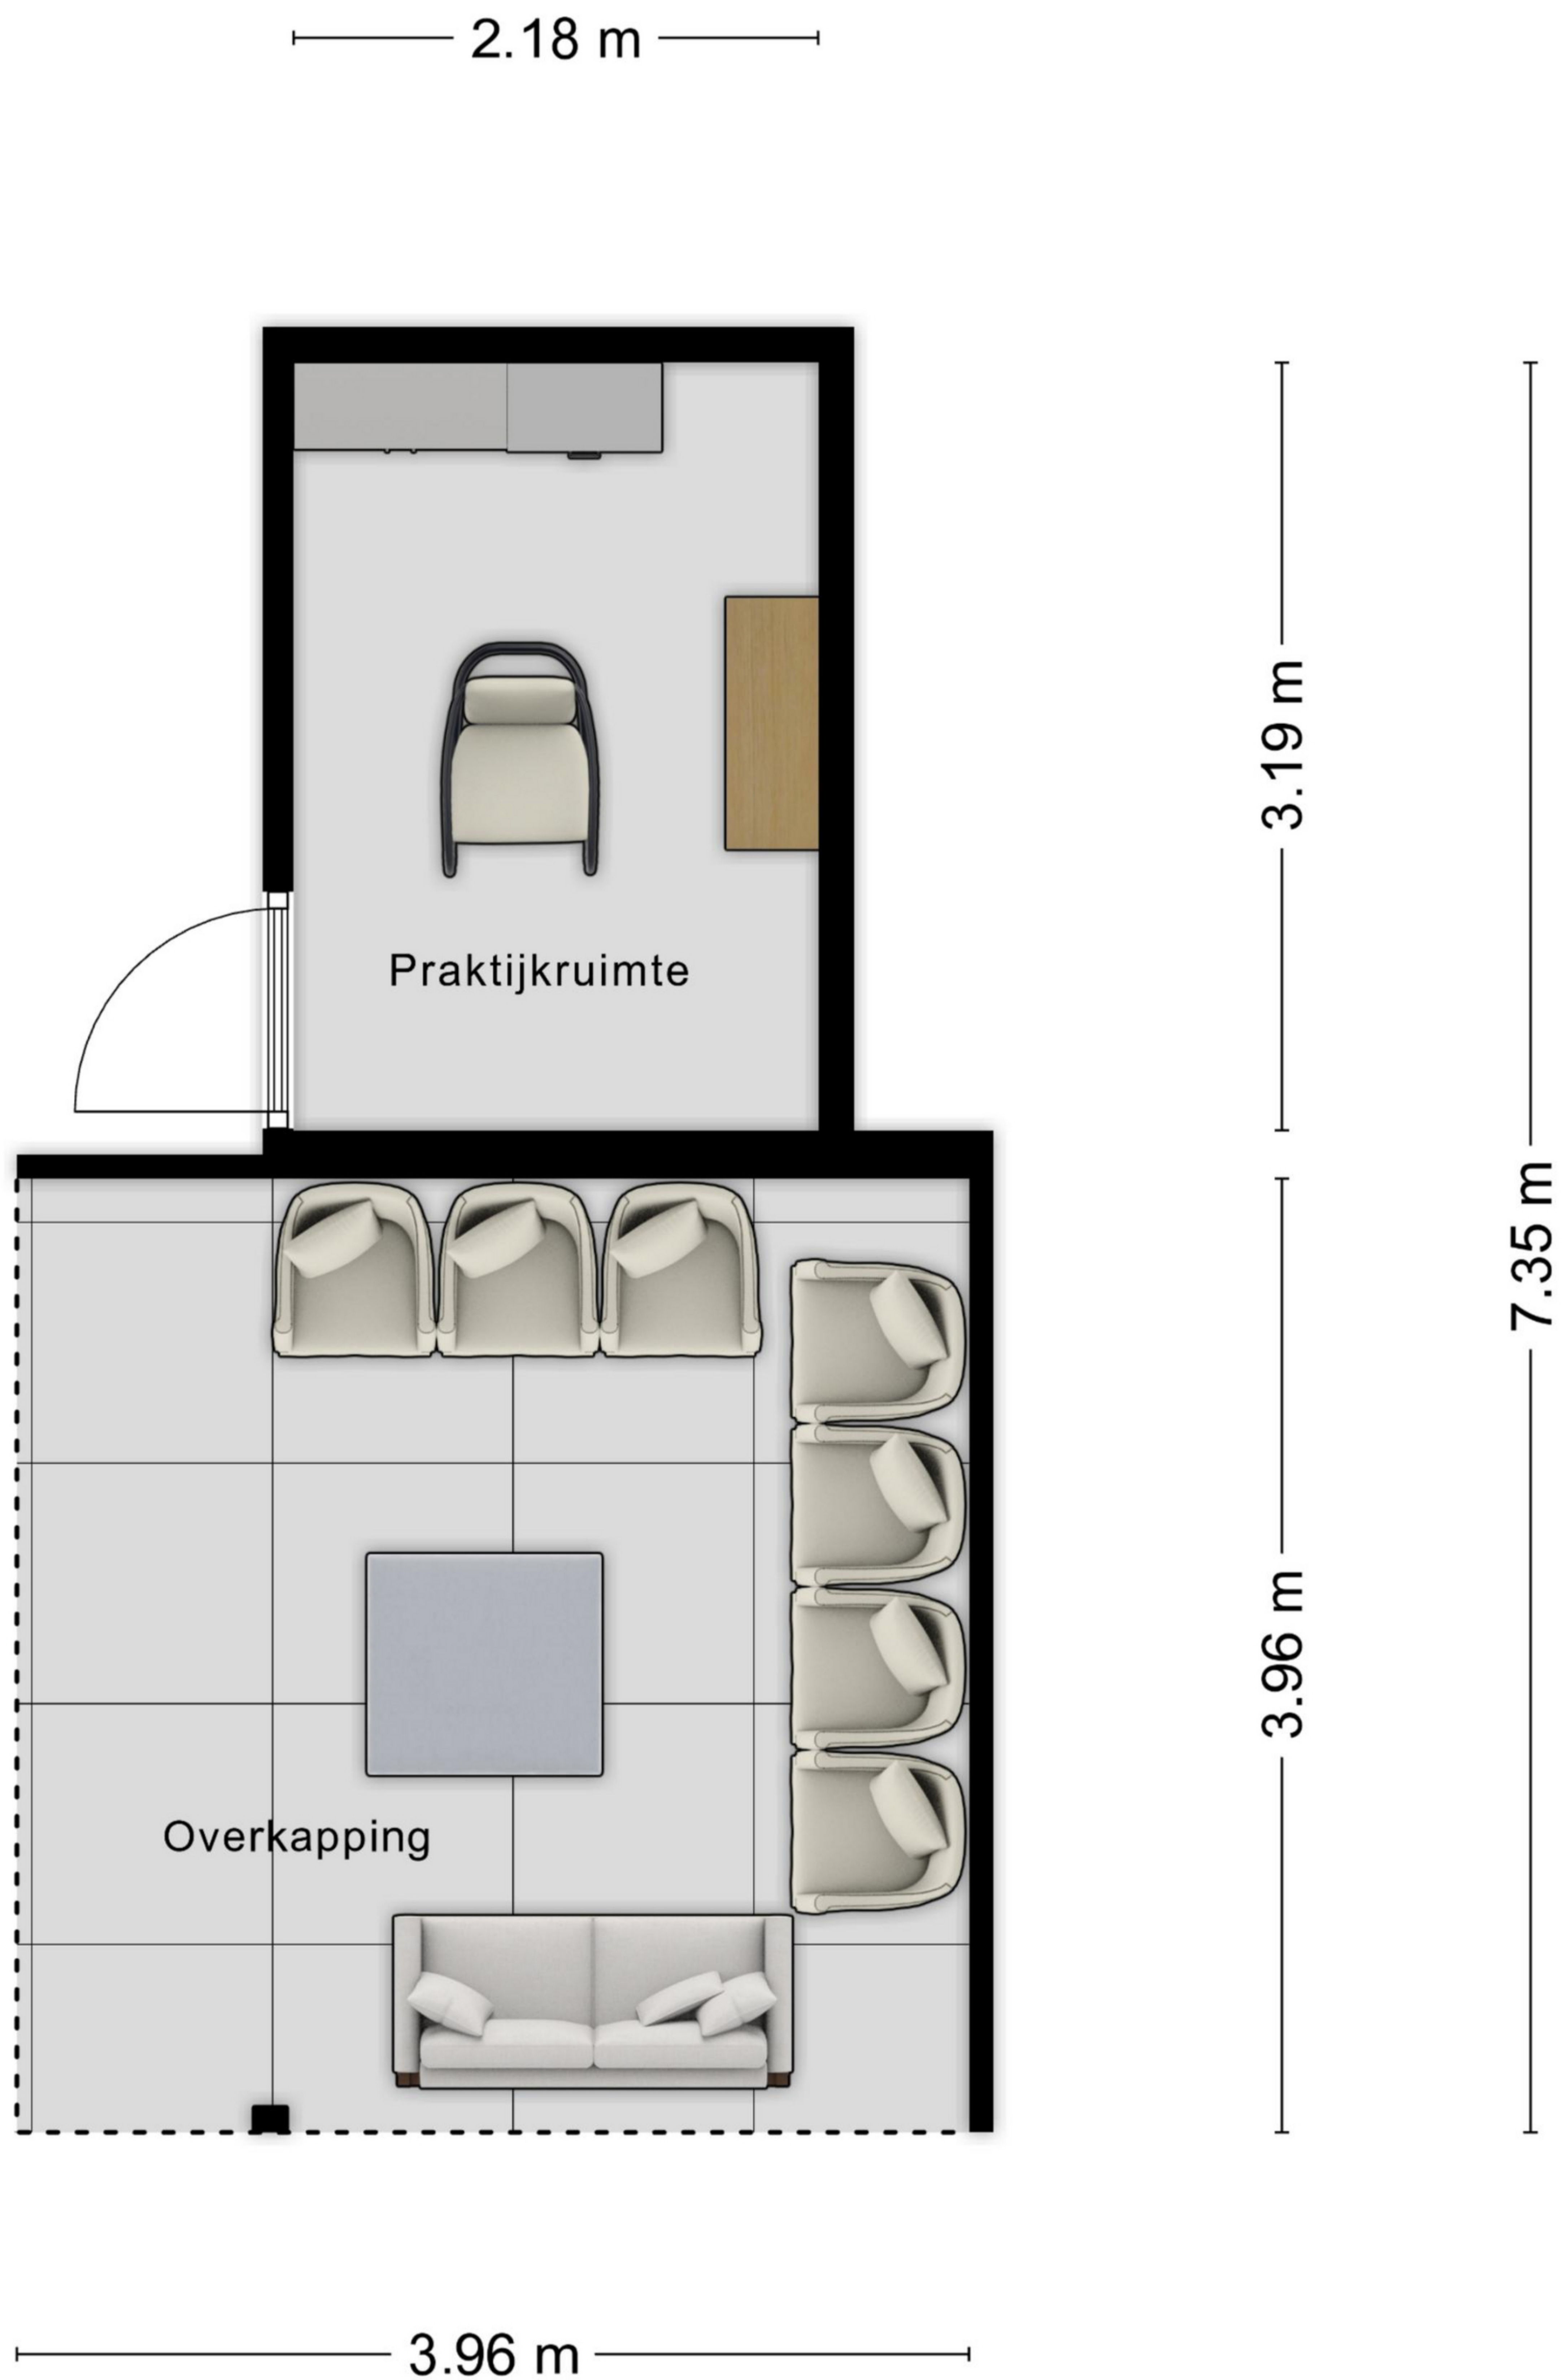 2.18 m
3.19 m
Praktijkruimte
7.35 m
3.96 m
Overkapping
3.96 m